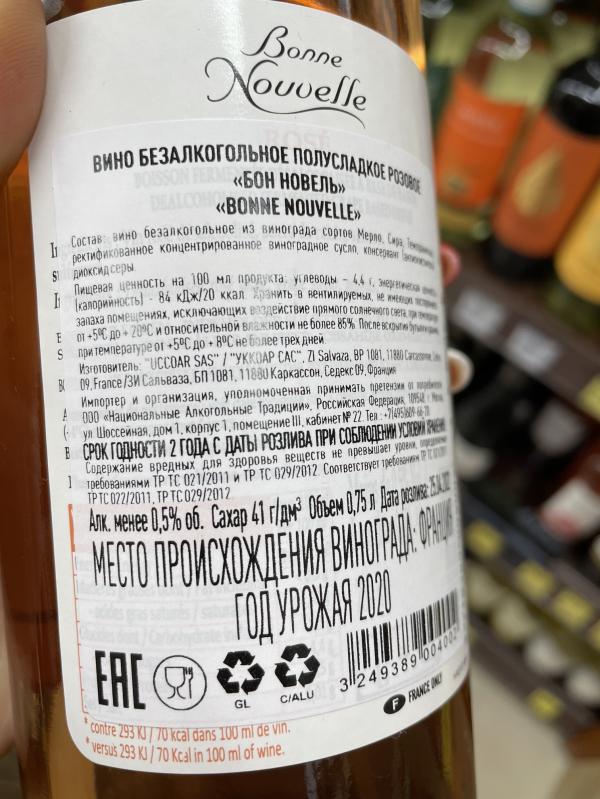 Bonne
Nouvelle
ROSÉ
ВИНО БЕЗАЛКОГОЛЬНОЕ ПОЛУСЛАДКОЕ РОЗОВОЕ
«БОН НОВЕЛЬ»
«BONNE NOUVELLE»
Состав: вино безалкогольное из винограда сортов Мерло, Сира,
ректификованное концентрированное виноградное сусло, консервант
диоксид серы.
Пищевая ценность на 100 мл продукта: углеводы - 4,4 г, энергетическая ценность
(калорийность) - 84 кДж/20 ккал. Хранить в вентилируемых, не имеющих постороннего
запаха помещениях, исключающих воздействие прямого солнечного света, при температуре
от +5°С до + 20°С и относительной влажности не более 85%. После вскрытия бутылки хранить
при температуре от +5°С до + 8°С не более трех дней.
Изготовитель: "UCCOAR SAS" / "УККОАР САС", ZI Salvaza, BP 1081, 11880 Carcassonne,
09, France /ЗИ Сальваза, БП 1081, 11880 Каркассон, Седекс 09, Франция
Импортер и организация, уполномоченная принимать претензии от потребителей
ООО «Национальные Алкогольные Традиции», Российская Федерация,
ул. Шоссейная, дом 1, корпус 1, помещение III, кабинет № 22. Тел.:
СРОК ГОДНОСТИ 2 ГОДА С ДАТЫ РОЗЛИВА ПРИ СОБЛЮДЕНИИ УСЛОВИЙ ХРАНЕНИЯ
Содержание вредных для здоровья веществ не превышает уровни, определенные
требованиями ТР ТС 021/2011 и ТР ТС 029/2012. Соответствует требованиям ТР ТС
ТР ТС 022/2011, ТР ТС 029/2012.
Алк. менее 0,5% об. Сахар 41 г/дм³ Объем 0,75 л Дата розлива:
МЕСТО ПРОИСХОЖДЕНИЯ ВИНОГРАДА: ФРАНЦИЯ
ГОД УРОЖАЯ 2020
EAC
GL
C/ALU
3 249389 004002
F FRANCE ONLY
* contre 293 KJ / 70 kcal dans 100 ml de vin.
* versus 293 KJ / 70 Kcal in 100 ml of wine.